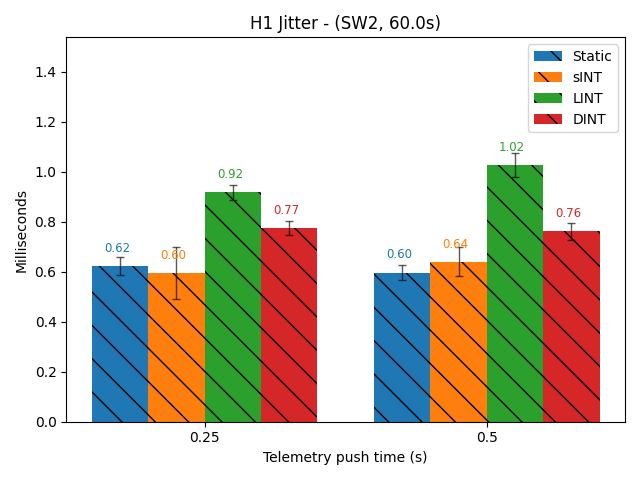 H1 Jitter - (SW2, 60.0s)
Static
sINT
LINT
DINT
Milliseconds
1.4
1.2
1.0
0.8
0.6
0.4
0.2
0.0
0.62
0.60
0.92
0.77
0.60
0.64
1.02
0.76
0.25
0.5
Telemetry push time (s)